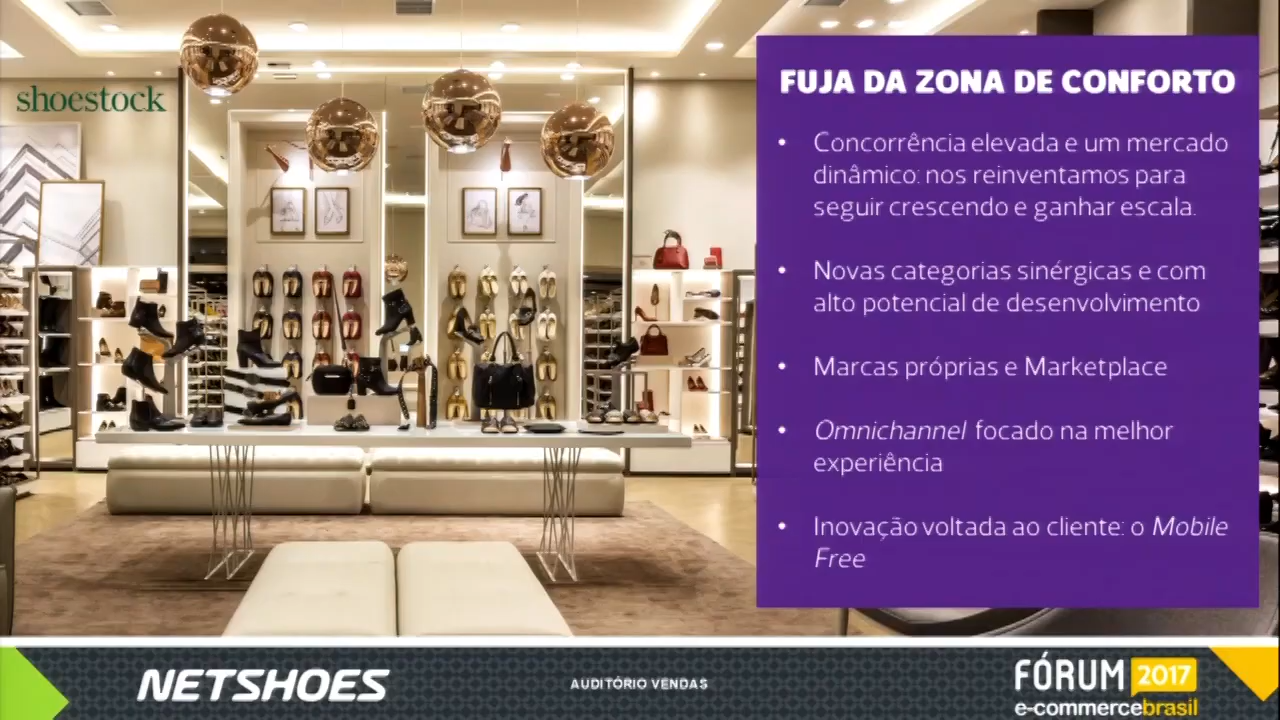 shoestock
FUJA DA ZONA DE CONFORTO
• Concorrência elevada e um mercado
dinâmico: nos reinventamos para
seguir crescendo e ganhar escala.
• Novas categorias sinérgicas e com
alto potencial de desenvolvimento
• Marcas próprias e Marketplace
• Omnichannel focado na melhor
experiência
• Inovação voltada ao cliente: o Mobile
Free
NETSHOES
AUDITÓRIO VENDAS
FÓRUM 2017
e-commercebrasil